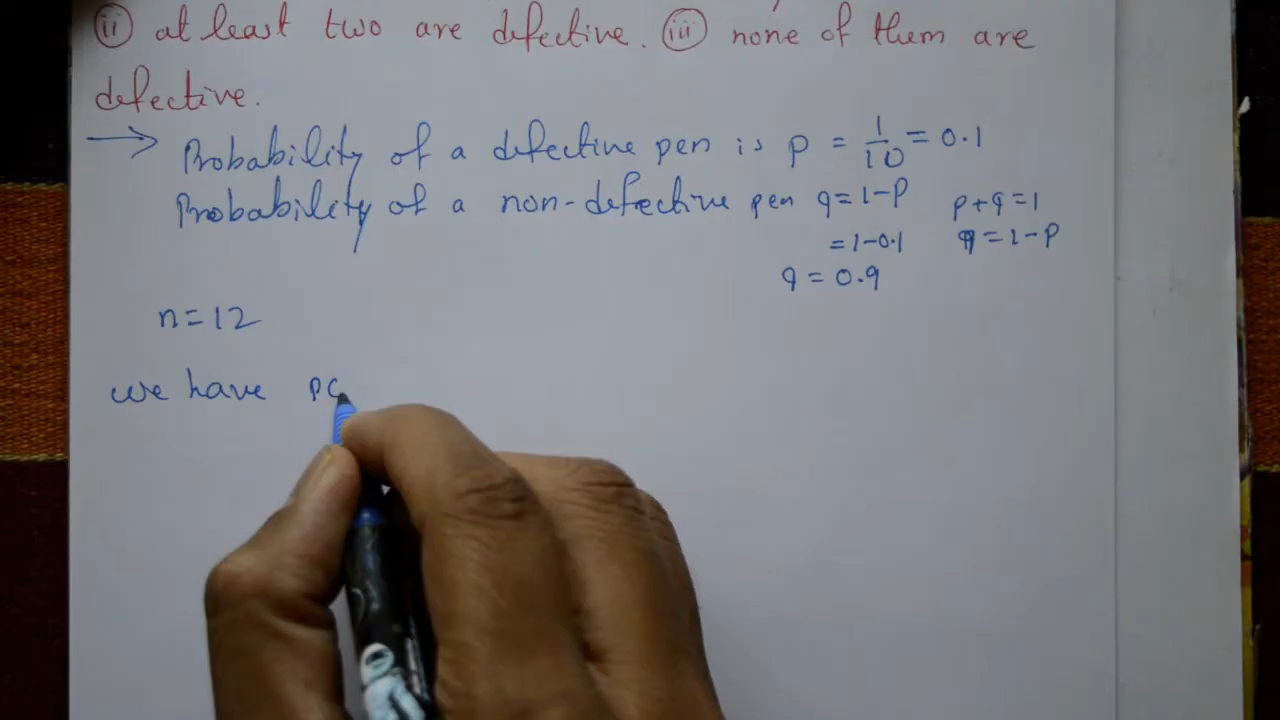 (ii) at least two are defective. (iii) none of them are
defective.
→ Probability of a defective pen is p = 1/10 = 0.1
Probability of a non-defective pen q = 1-p p+q=1
= 1-0.1 q = 1-p
q = 0.9
n = 12
we have P(